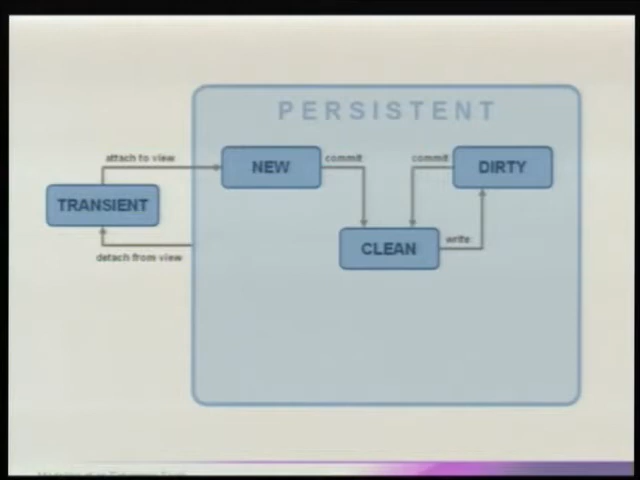 PERSISTENT
attach to view
NEW
commit
commit
DIRTY
TRANSIENT
CLEAN
write
detach from view